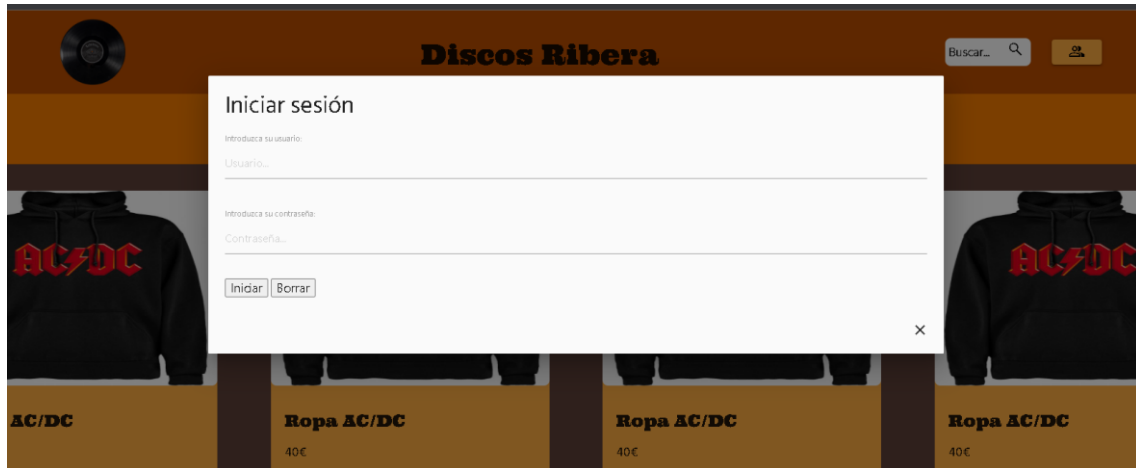 Discos Ribera
Buscar...
Iniciar sesión
Introduzca su usuario:
Usuario...
Introduzca su contraseña:
Contraseña...
Iniciar Borrar
AC/DC
AC/DC
AC/DC
Ropa AC/DC
Ropa AC/DC
Ropa AC/DC
40€
40€
40€